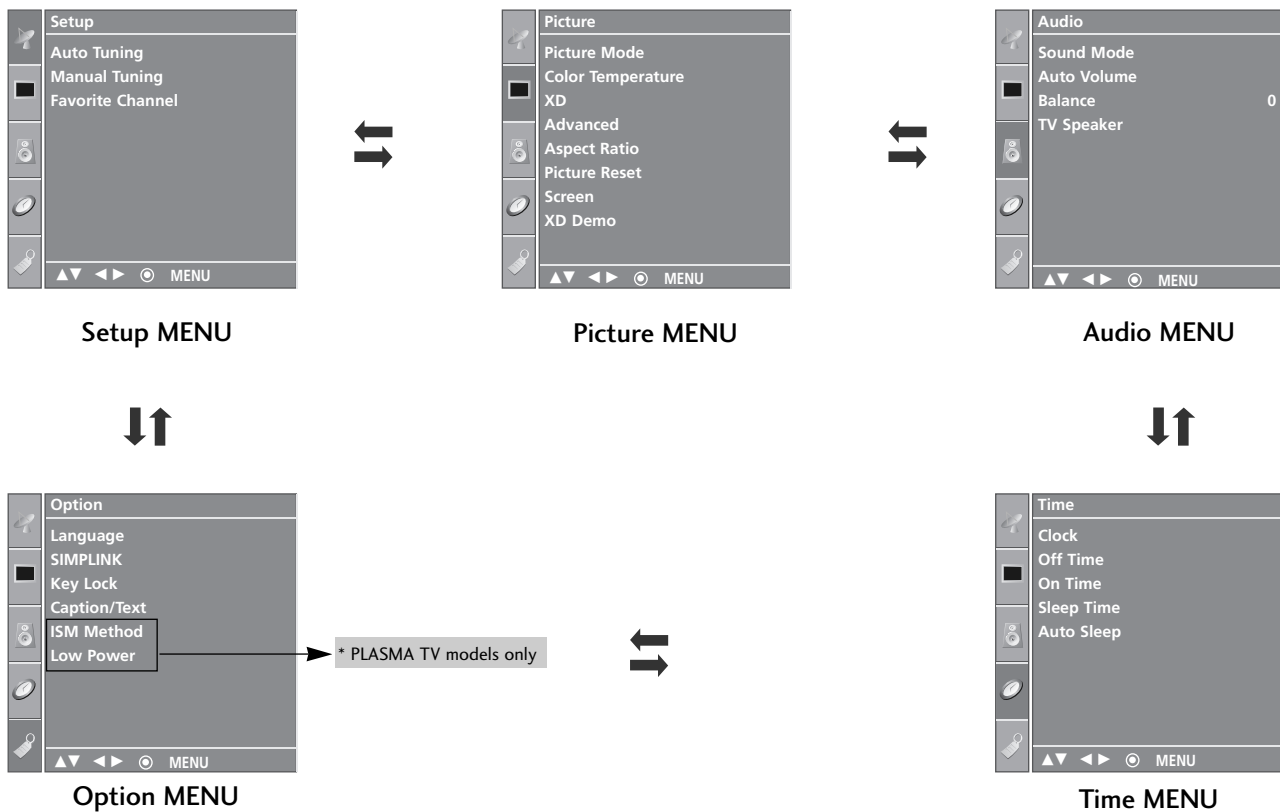 Setup
Auto Tuning
Manual Tuning
Favorite Channel
MENU
Setup MENU
Picture
Picture Mode
Color Temperature
XD
Advanced
Aspect Ratio
Picture Reset
Screen
XD Demo
MENU
Picture MENU
Audio
Sound Mode
Auto Volume
Balance 0
TV Speaker
MENU
Audio MENU
Option
Language
SIMPLINK
Key Lock
Caption/Text
ISM Method
Low Power
* PLASMA TV models only
MENU
Option MENU
Time
Clock
Off Time
On Time
Sleep Time
Auto Sleep
MENU
Time MENU